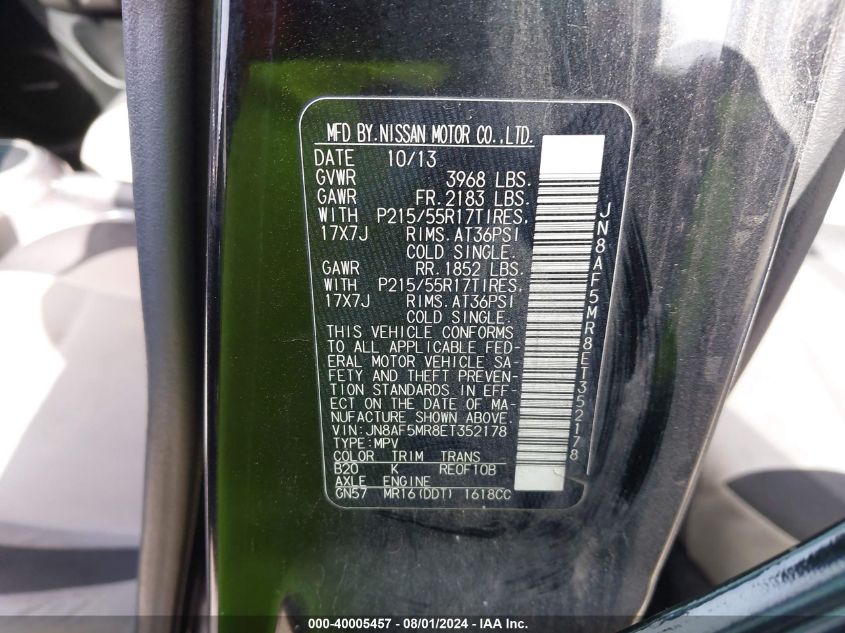 MFD BY. NISSAN MOTOR CO., LTD.
DATE 10/13
GVWR 3968 LBS.
GAWR FR. 2183 LBS.
WITH P215/55R17TIRES,
17X7J RIMS. AT36PSI
COLD SINGLE.
GAWR RR. 1852 LBS.
WITH P215/55R17TIRES,
17X7J RIMS. AT36PSI
COLD SINGLE.
THIS VEHICLE CONFORMS
TO ALL APPLICABLE FED-
ERAL MOTOR VEHICLE SA-
FETY AND THEFT PREVEN-
TION STANDARDS IN EFF-
ECT ON THE DATE OF MA-
NUFACTURE SHOWN ABOVE.
VIN: JN8AF5MR8ET352178
TYPE: MPV
COLOR TRIM TRANS
B20 K RE0F10B
AXLE ENGINE
GN57 MR16(DDT) 1618CC
JN8AF5MR8ET352178
000-40005457 - 08/01/2024 - IAA Inc.